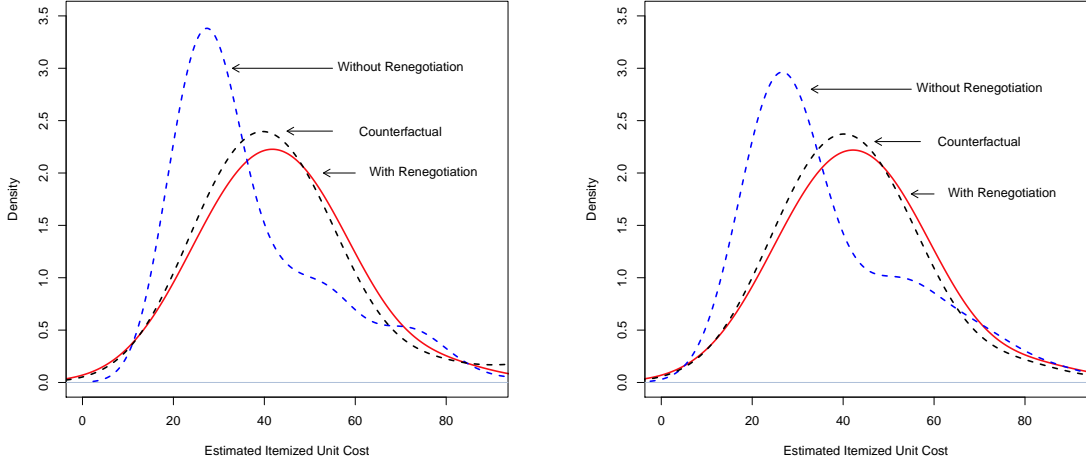 3.5
3.0
2.5
2.0
1.5
1.0
0.5
0.0
Density
Without Renegotiation
Counterfactual
With Renegotiation
0 20 40 60 80
Estimated Itemized Unit Cost
3.5
3.0
2.5
2.0
1.5
1.0
0.5
0.0
Density
Without Renegotiation
Counterfactual
With Renegotiation
0 20 40 60 80
Estimated Itemized Unit Cost